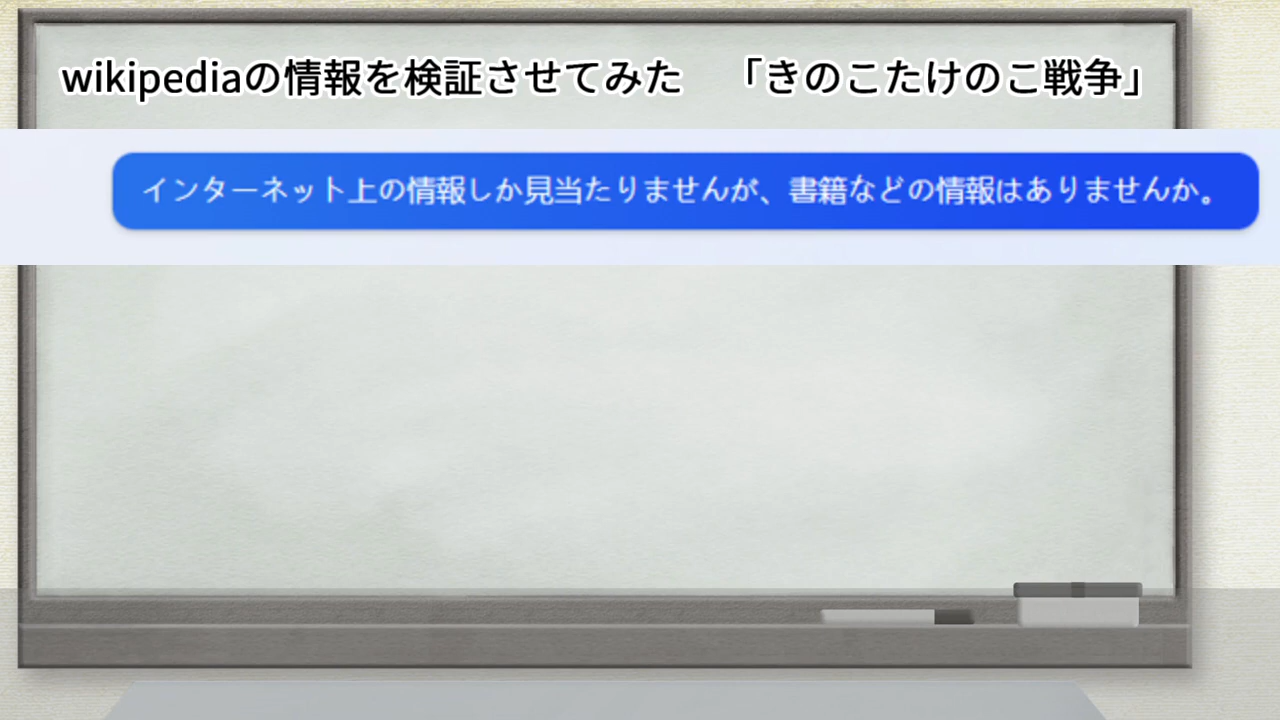 wikipediaの情報を検証させてみた　「きのこたけのこ戦争」
インターネット上の情報しか見当たりませんが、書籍などの情報はありませんか。